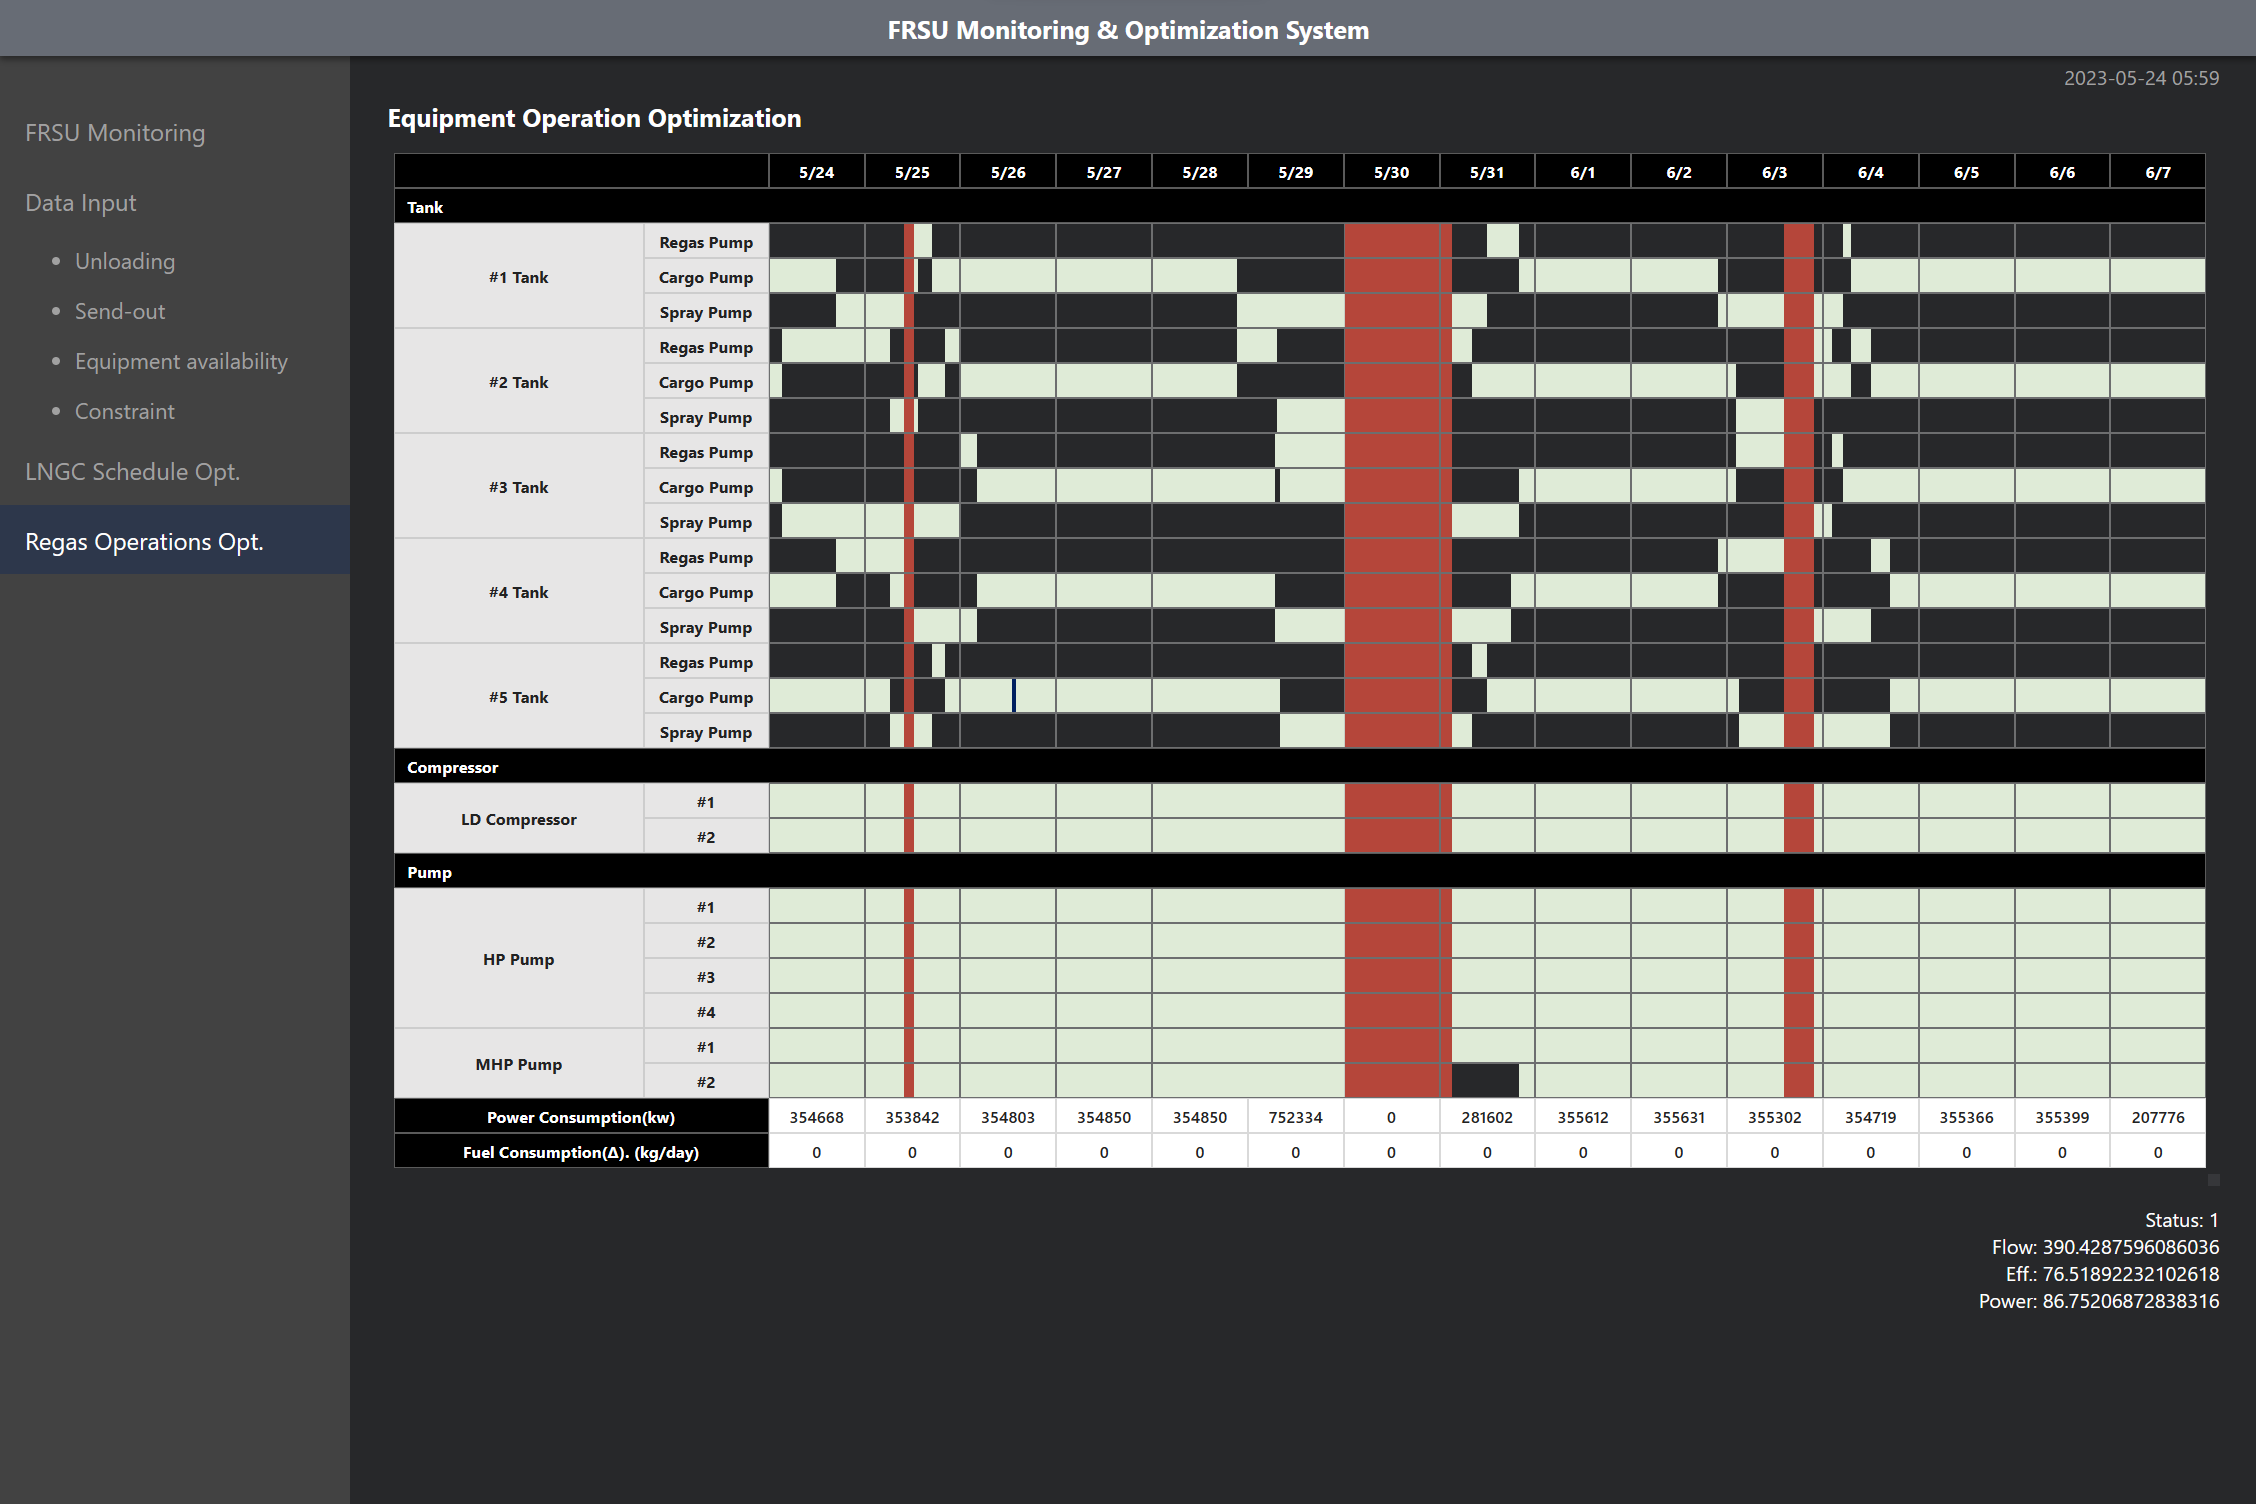 FRSU Monitoring & Optimization System
2023-05-24 05:59
FRSU Monitoring
Data Input
Unloading
Send-out
Equipment availability
Constraint
LNGC Schedule Opt.
Regas Operations Opt.
Equipment Operation Optimization
5/24 5/25 5/26 5/27 5/28 5/29 5/30 5/31 6/1 6/2 6/3 6/4 6/5 6/6 6/7
Tank
#1 Tank
Regas Pump
Cargo Pump
Spray Pump
#2 Tank
Regas Pump
Cargo Pump
Spray Pump
#3 Tank
Regas Pump
Cargo Pump
Spray Pump
#4 Tank
Regas Pump
Cargo Pump
Spray Pump
#5 Tank
Regas Pump
Cargo Pump
Spray Pump
Compressor
LD Compressor
#1
#2
Pump
HP Pump
#1
#2
#3
#4
MHP Pump
#1
#2
Power Consumption(kw) 354668 353842 354803 354850 354850 752334 0 281602 355612 355631 355302 354719 355366 355399 207776
Fuel Consumption(Δ). (kg/day) 0 0 0 0 0 0 0 0 0 0 0 0 0 0 0
Status: 1
Flow: 390.4287596086036
Eff.: 76.51892232102618
Power: 86.75206872838316